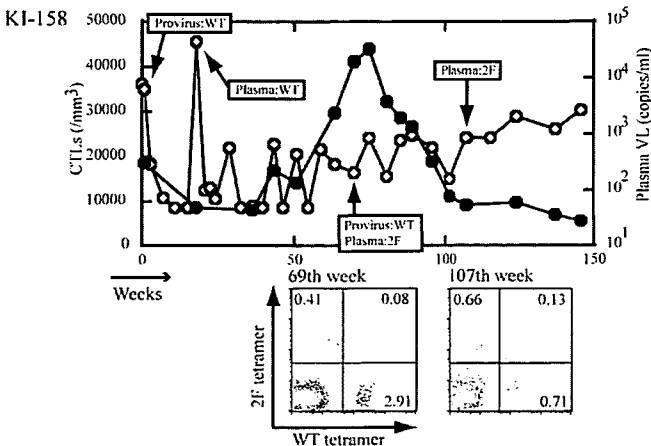 KI-158
50000
40000
30000
20000
10000
0
CTLs (/mm³)
10⁵
10⁴
10³
10²
10¹
Plasma VL (copies/ml)
Provirus:WT
Plasma:WT
Plasma:2F
Provirus:WT
Plasma:2F
0
50
100
150
Weeks
69th week
107th week
0.41
0.08
2.91
0.66
0.13
0.71
2F tetramer
WT tetramer